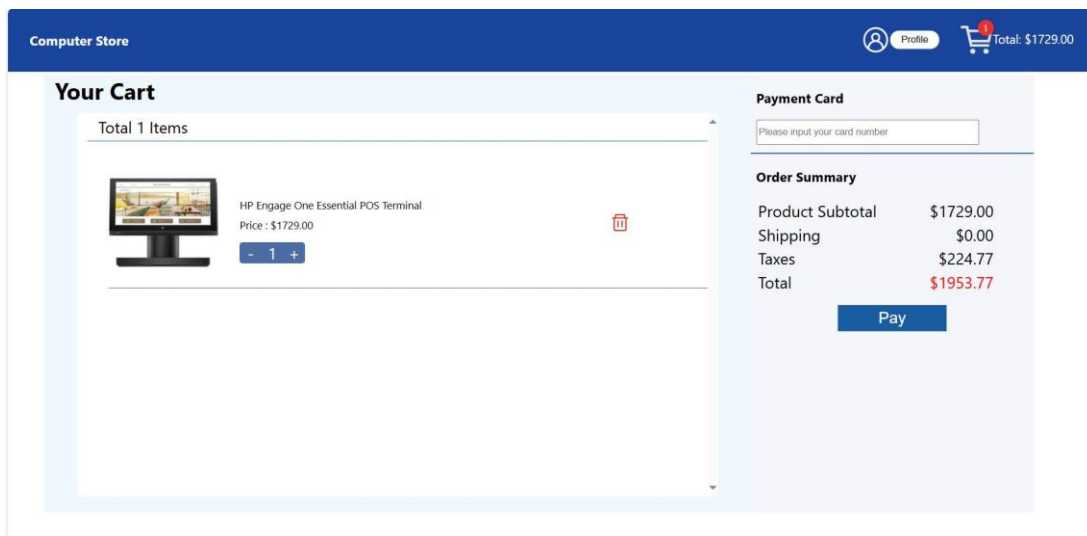 Computer Store
Profile
1
Total: $1729.00
Your Cart
Total 1 Items
HP Engage One Essential POS Terminal
Price : $1729.00
- 1 +
Payment Card
Please input your card number
Order Summary
Product Subtotal $1729.00
Shipping $0.00
Taxes $224.77
Total $1953.77
Pay